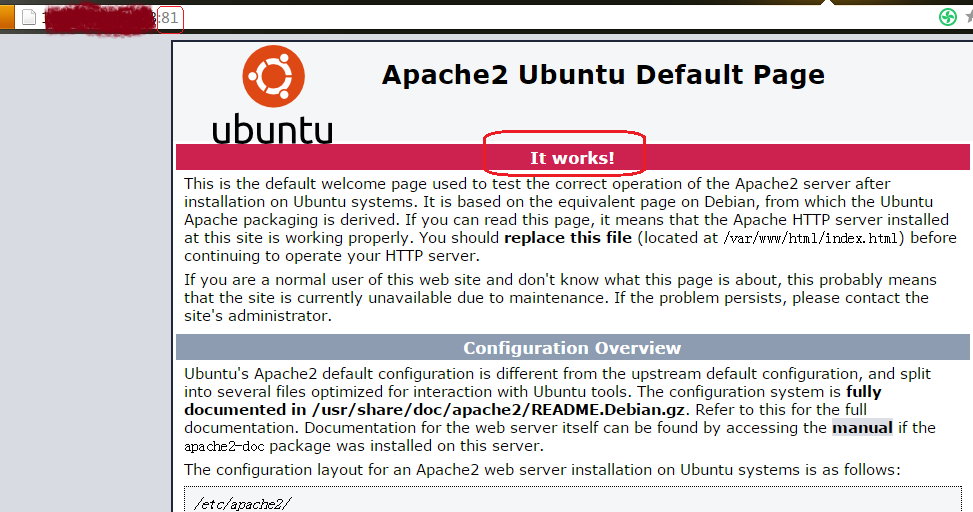 :81
Apache2 Ubuntu Default Page
ubuntu
It works!
This is the default welcome page used to test the correct operation of the Apache2 server after
installation on Ubuntu systems. It is based on the equivalent page on Debian, from which the Ubuntu
Apache packaging is derived. If you can read this page, it means that the Apache HTTP server installed
at this site is working properly. You should replace this file (located at /var/www/html/index.html) before
continuing to operate your HTTP server.
If you are a normal user of this web site and don't know what this page is about, this probably means
that the site is currently unavailable due to maintenance. If the problem persists, please contact the
site's administrator.
Configuration Overview
Ubuntu's Apache2 default configuration is different from the upstream default configuration, and split
into several files optimized for interaction with Ubuntu tools. The configuration system is fully
documented in /usr/share/doc/apache2/README.Debian.gz. Refer to this for the full
documentation. Documentation for the web server itself can be found by accessing the manual if the
apache2-doc package was installed on this server.
The configuration layout for an Apache2 web server installation on Ubuntu systems is as follows:
/etc/apache2/